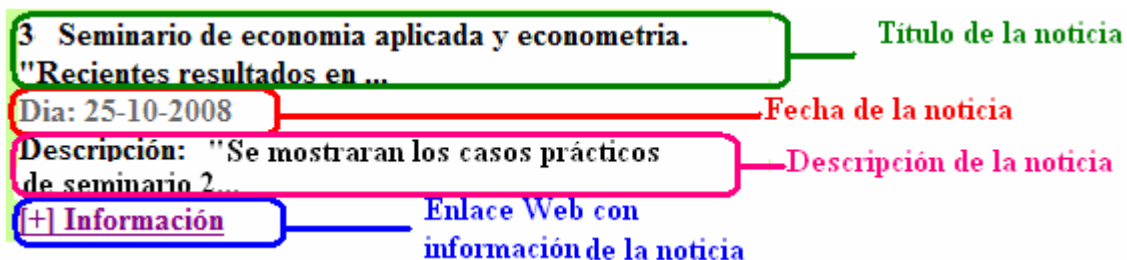 3 Seminario de economia aplicada y econometria.
"Recientes resultados en ...
Título de la noticia
Dia: 25-10-2008
Fecha de la noticia
Descripción: "Se mostraran los casos prácticos
de seminario 2...
Descripción de la noticia
[+] Información
Enlace Web con
información de la noticia